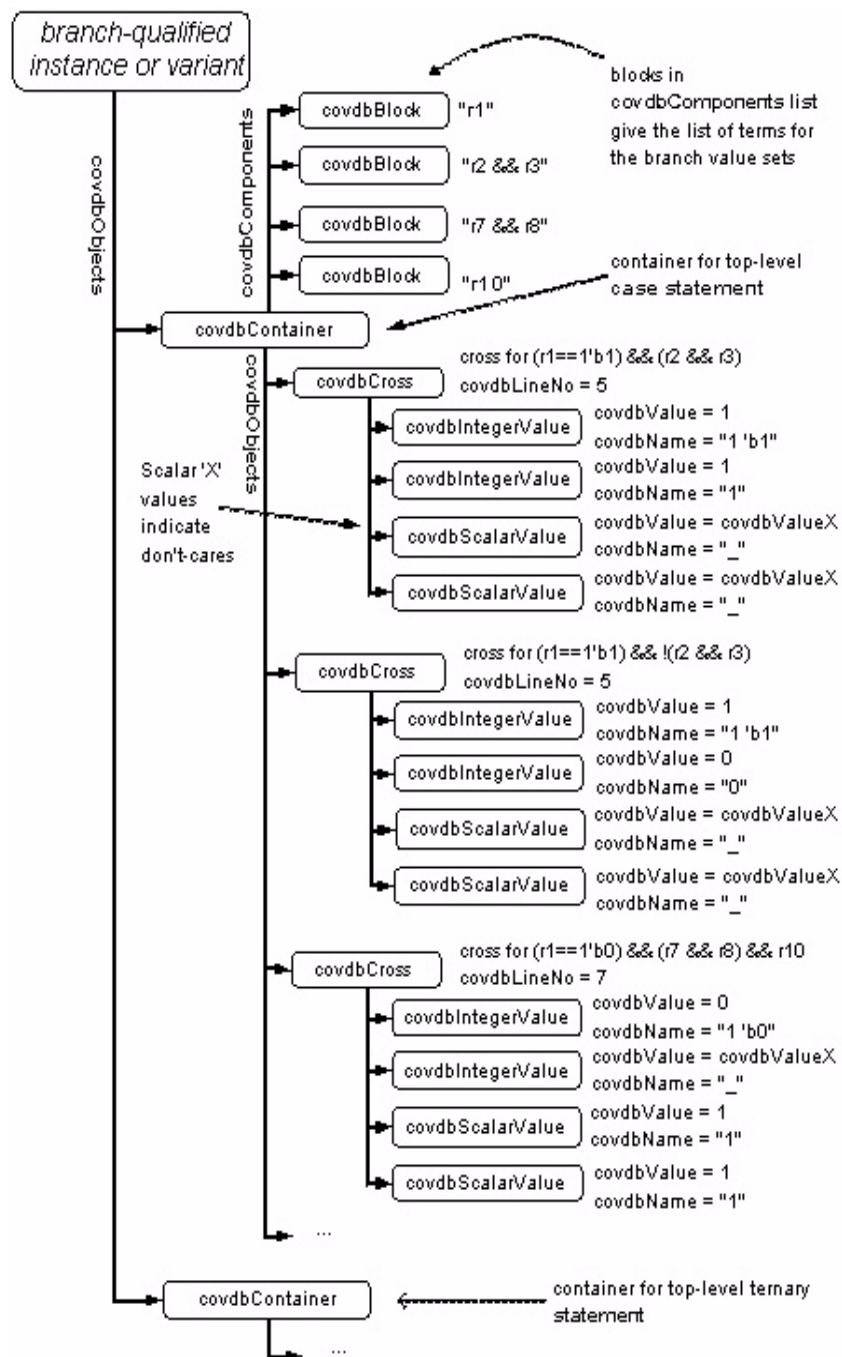 branch-qualified
instance or variant
covdbObjects
covdbComponents
covdbBlock "r1"
covdbBlock "r2 && r3"
covdbBlock "r7 && r8"
covdbBlock "r10"
blocks in
covdbComponents list
give the list of terms for
the branch value sets
container for top-level
case statement
covdbContainer
covdbObjects
cross for (r1==1'b1) && (r2 && r3)
covdbCross covdbLineNo = 5
covdbIntegerValue covdbValue = 1
covdbName = "1 'b1"
covdbIntegerValue covdbValue = 1
covdbName = "1"
covdbScalarValue covdbValue = covdbValueX
covdbName = "_"
covdbScalarValue covdbValue = covdbValueX
covdbName = "_"
Scalar 'X'
values
indicate
don't-cares
cross for (r1==1'b1) && !(r2 && r3)
covdbCross covdbLineNo = 5
covdbIntegerValue covdbValue = 1
covdbName = "1 'b1"
covdbIntegerValue covdbValue = 0
covdbName = "0"
covdbScalarValue covdbValue = covdbValueX
covdbName = "_"
covdbScalarValue covdbValue = covdbValueX
covdbName = "_"
cross for (r1==1'b0) && (r7 && r8) && r10
covdbCross covdbLineNo = 7
covdbIntegerValue covdbValue = 0
covdbName = "1 'b0"
covdbIntegerValue covdbValue = covdbValueX
covdbName = "_"
covdbScalarValue covdbValue = 1
covdbName = "1"
covdbScalarValue covdbValue = 1
covdbName = "1"
...
covdbContainer
container for top-level ternary
statement
...